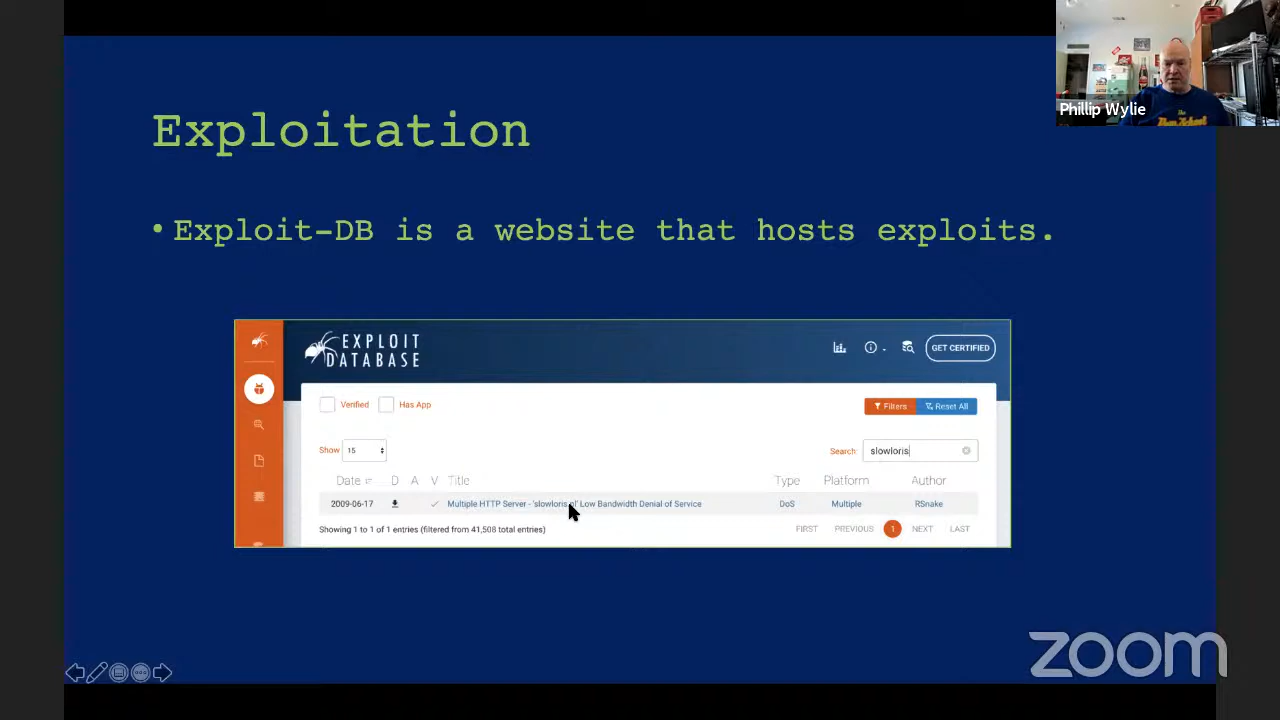 Phillip Wylie
Exploitation
• Exploit-DB is a website that hosts exploits.
EXPLOIT
DATABASE
GET CERTIFIED
Verified
Has App
Filters
Reset All
Show 15
Search: slowloris
Date D A V Title Type Platform Author
2009-06-17 Multiple HTTP Server - 'slowloris.pl' Low Bandwidth Denial of Service DoS Multiple RSnake
Showing 1 to 1 of 1 entries (filtered from 41,508 total entries)
FIRST PREVIOUS 1 NEXT LAST
zoom